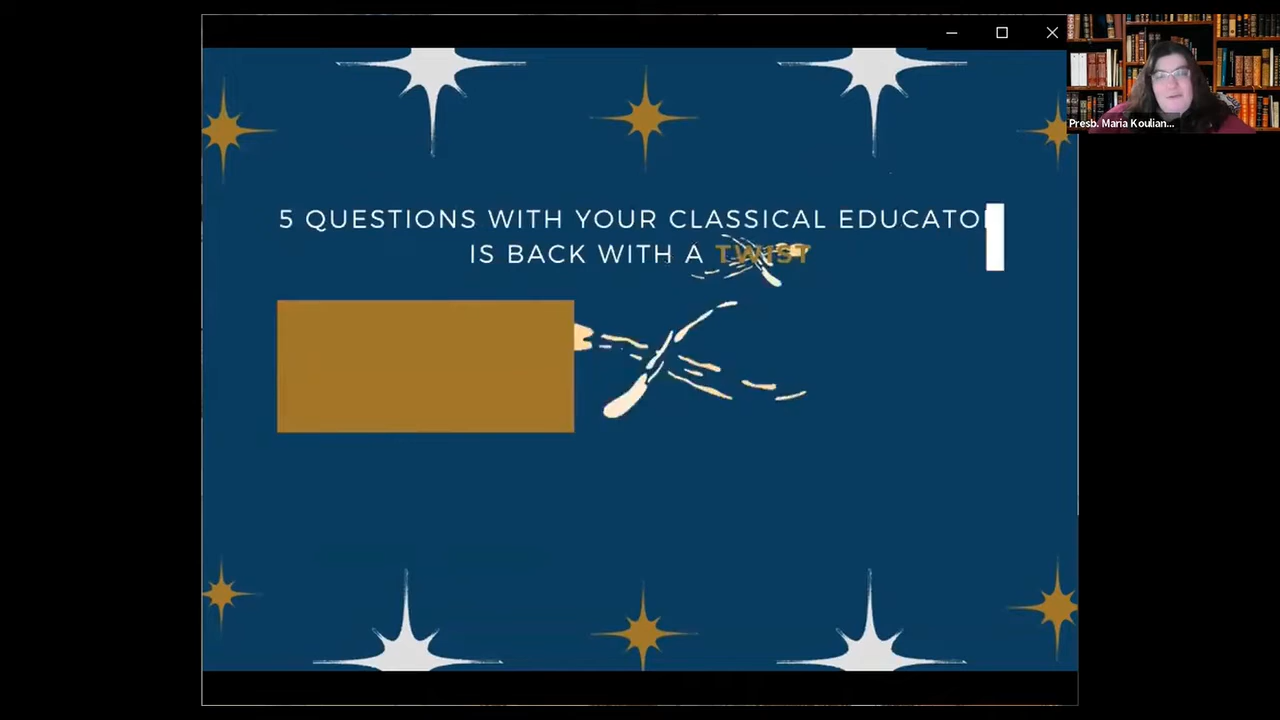 5 QUESTIONS WITH YOUR CLASSICAL EDUCATOR
IS BACK WITH A TWIST
Presb. Maria Koulian...